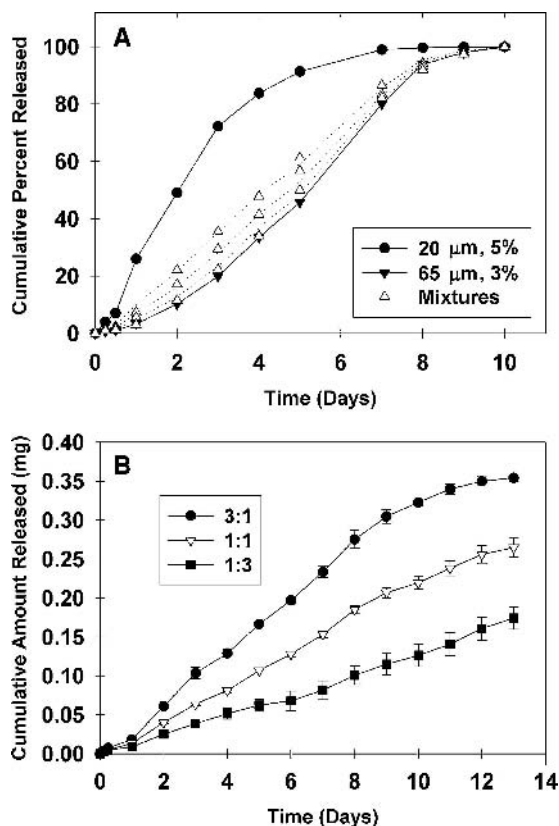 A
100
80
60
40
20
0
Cumulative Percent Released
20 μm, 5%
65 μm, 3%
Mixtures
0 2 4 6 8 10
Time (Days)
B
0.40
0.35
0.30
0.25
0.20
0.15
0.10
0.05
0.00
Cumulative Amount Released (mg)
3:1
1:1
1:3
0 2 4 6 8 10 12 14
Time (Days)